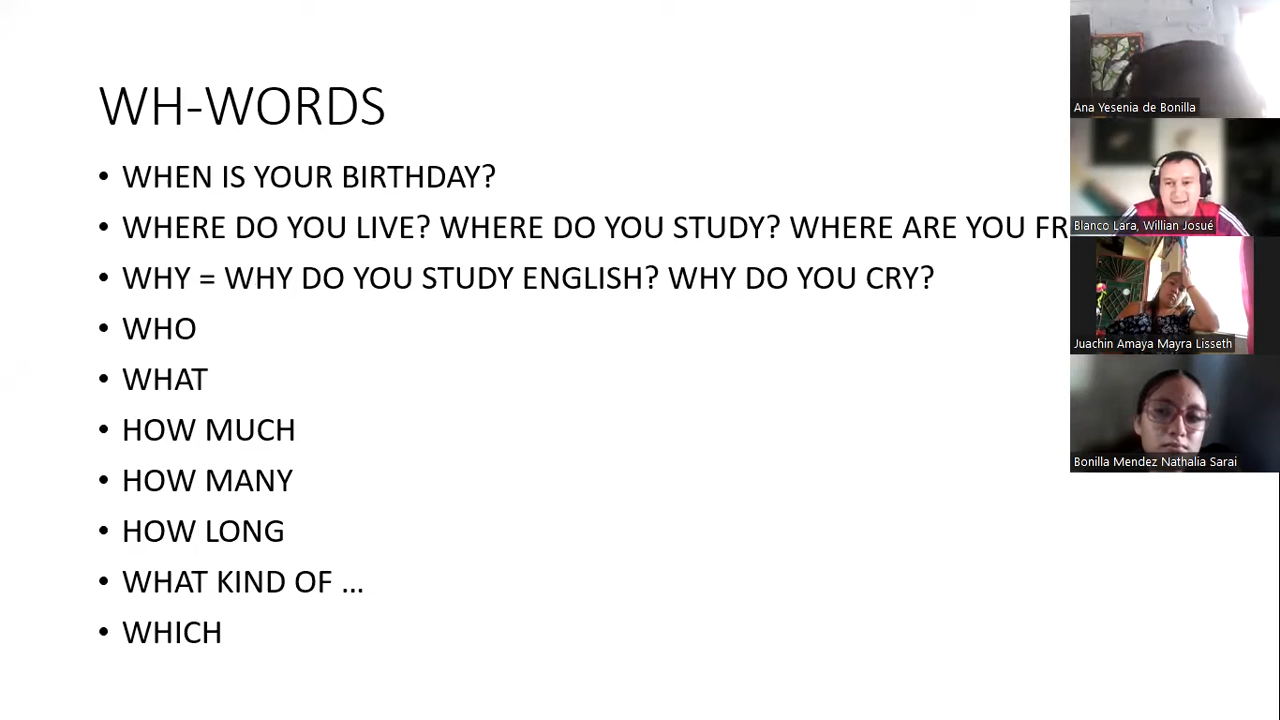 WH-WORDS
• WHEN IS YOUR BIRTHDAY?
• WHERE DO YOU LIVE? WHERE DO YOU STUDY? WHERE ARE YOU FR
• WHY = WHY DO YOU STUDY ENGLISH? WHY DO YOU CRY?
• WHO
• WHAT
• HOW MUCH
• HOW MANY
• HOW LONG
• WHAT KIND OF ...
• WHICH
Ana Yesenia de Bonilla
Blanco Lara, Willian Josué
Juachin Amaya Mayra Lisseth
Bonilla Mendez Nathalia Sarai